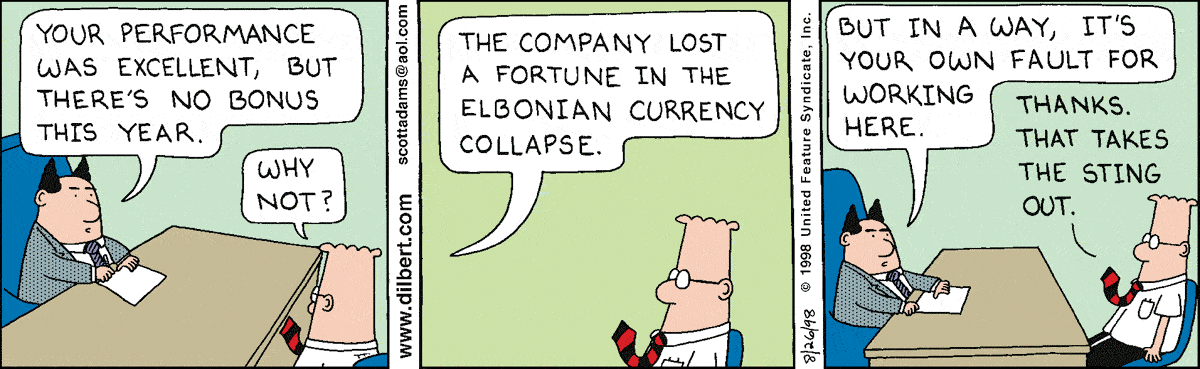 YOUR PERFORMANCE
WAS EXCELLENT, BUT
THERE'S NO BONUS
THIS YEAR.
WHY
NOT?
www.dilbert.com scottadams@aol.com
THE COMPANY LOST
A FORTUNE IN THE
ELBONIAN CURRENCY
COLLAPSE.
8/26/98 © 1998 United Feature Syndicate, Inc.
BUT IN A WAY, IT'S
YOUR OWN FAULT FOR
WORKING
HERE.
THANKS.
THAT TAKES
THE STING
OUT.